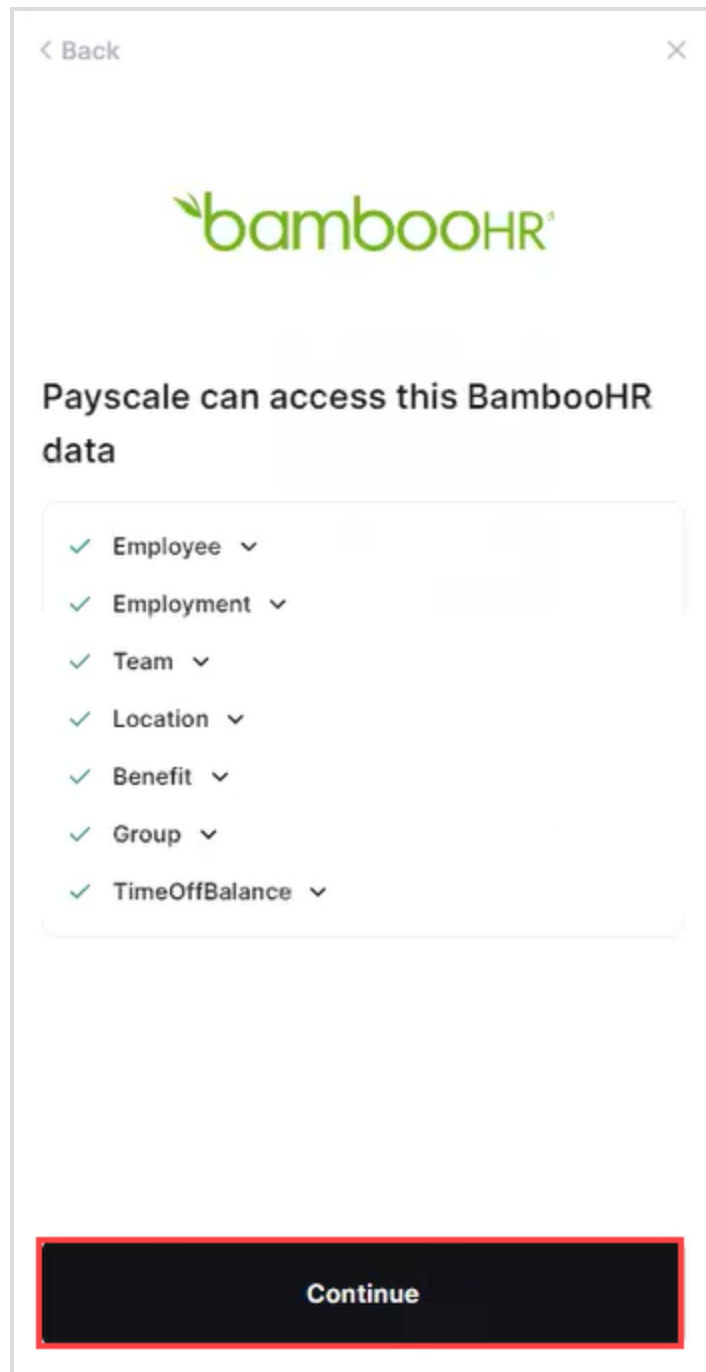 < Back
bambooHR®
Payscale can access this BambooHR
data
Employee
Employment
Team
Location
Benefit
Group
TimeOffBalance
Continue